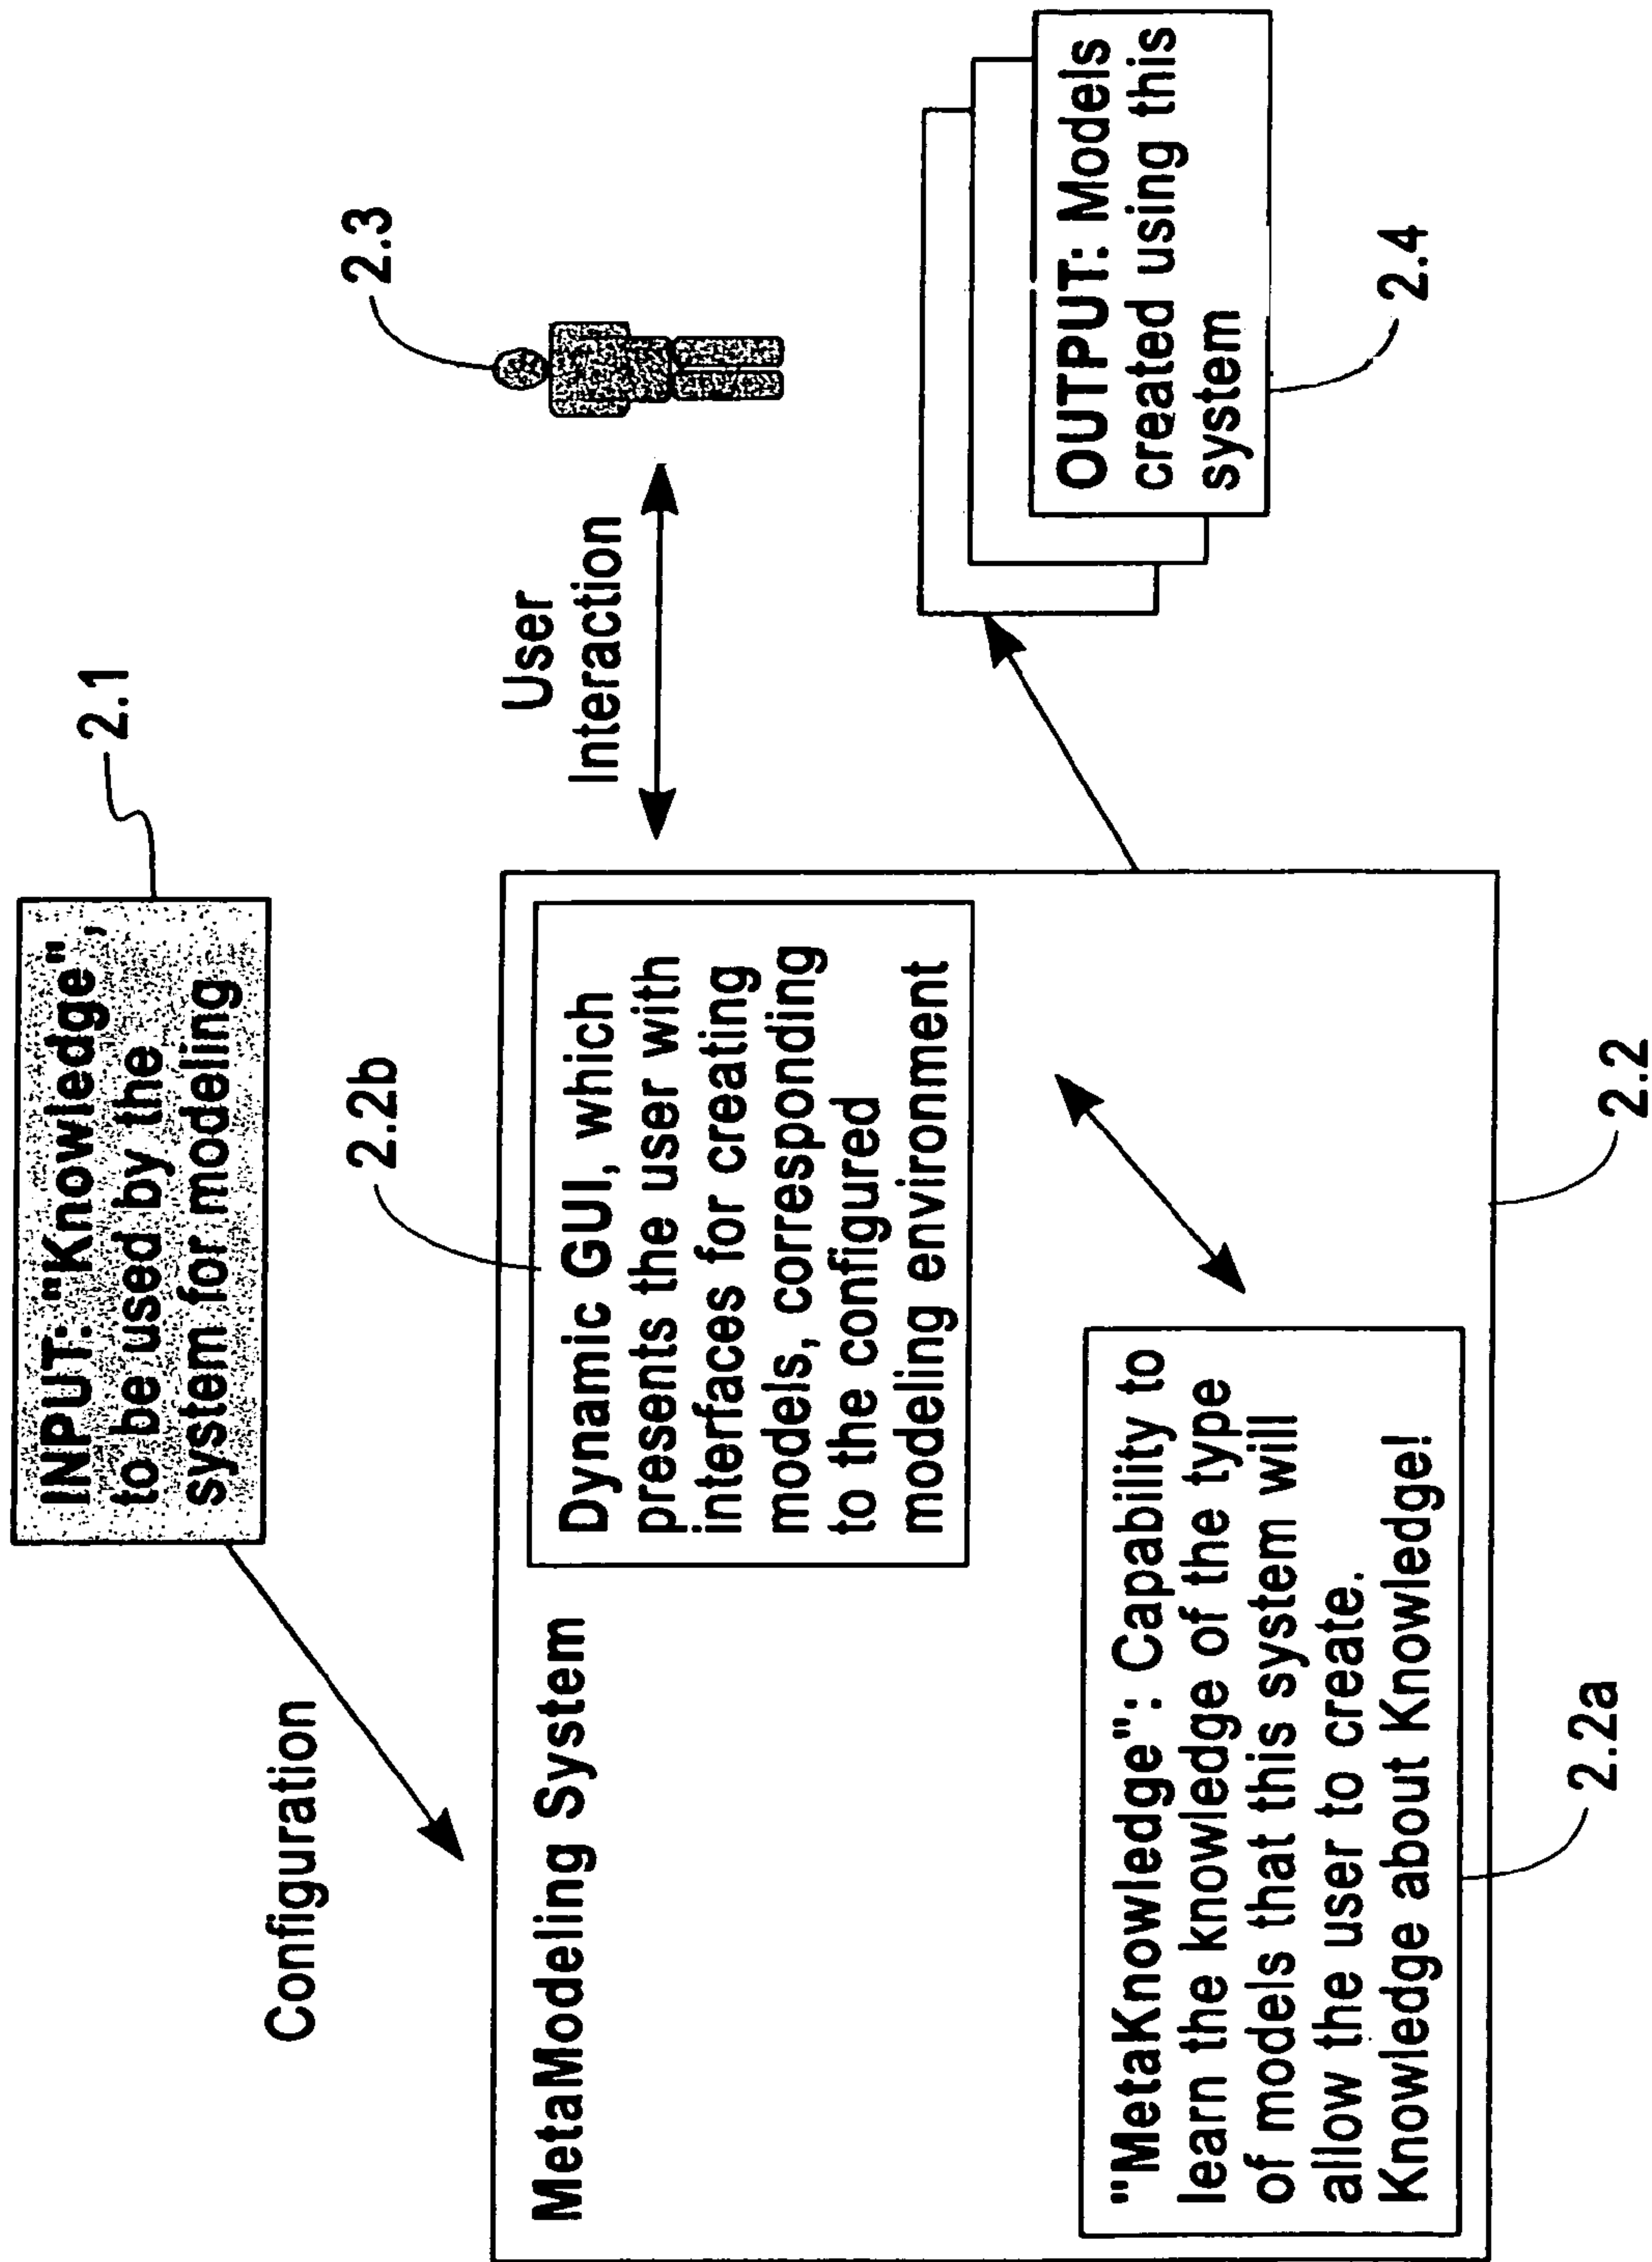 INPUT: "Knowledge",
to be used by the
system for modeling
2.1
Configuration
MetaModeling System
2.2b
Dynamic GUI, which
presents the user with
interfaces for creating
models, corresponding
to the configured
modeling environment
User
Interaction
2.3
"MetaKnowledge": Capability to
learn the knowledge of the type
of models that this system will
allow the user to create.
Knowledge about Knowledge!
2.2a
2.2
OUTPUT: Models
created using this
system
2.4